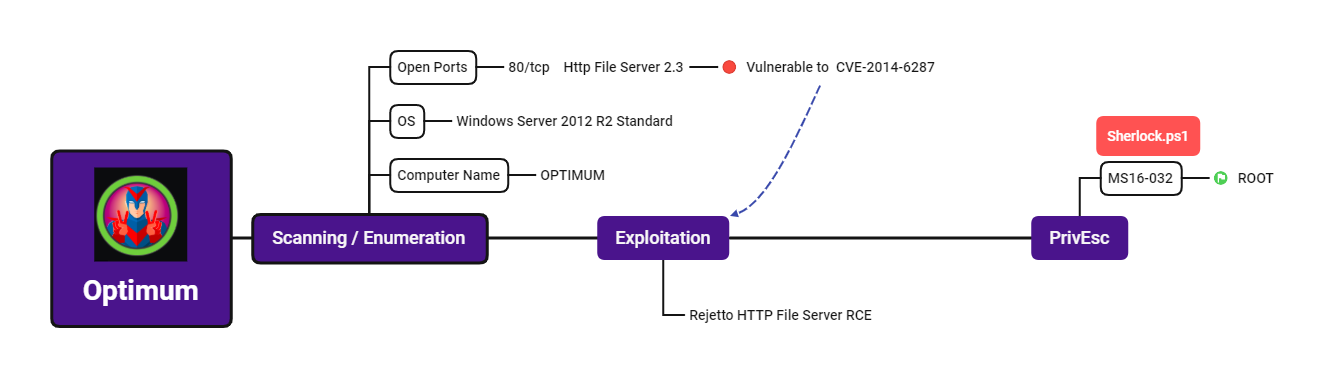 Optimum
Scanning / Enumeration
Open Ports
80/tcp Http File Server 2.3
Vulnerable to CVE-2014-6287
OS
Windows Server 2012 R2 Standard
Computer Name
OPTIMUM
Exploitation
Rejetto HTTP File Server RCE
PrivEsc
Sherlock.ps1
MS16-032
ROOT